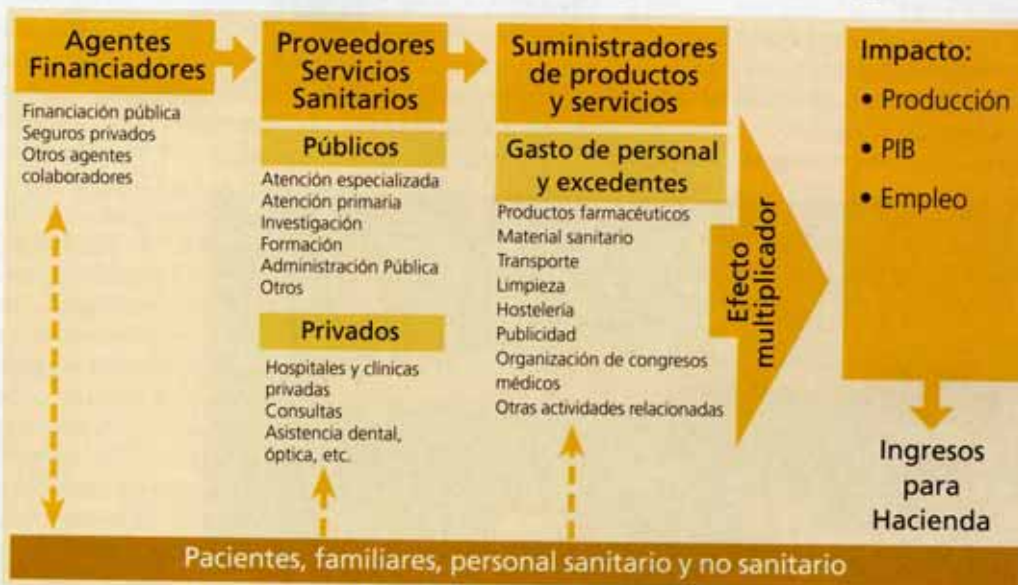 Agentes
Financiadores
Financiación pública
Seguros privados
Otros agentes
colaboradores
Proveedores
Servicios
Sanitarios
Públicos
Atención especializada
Atención primaria
Investigación
Formación
Administración Pública
Otros
Privados
Hospitales y clínicas
privadas
Consultas
Asistencia dental,
óptica, etc.
Suministradores
de productos
y servicios
Gasto de personal
y excedentes
Productos farmacéuticos
Material sanitario
Transporte
Limpieza
Hostelería
Publicidad
Organización de congresos
médicos
Otras actividades relacionadas
Efecto
multiplicador
Impacto:
• Producción
• PIB
• Empleo
Ingresos
para
Hacienda
Pacientes, familiares, personal sanitario y no sanitario